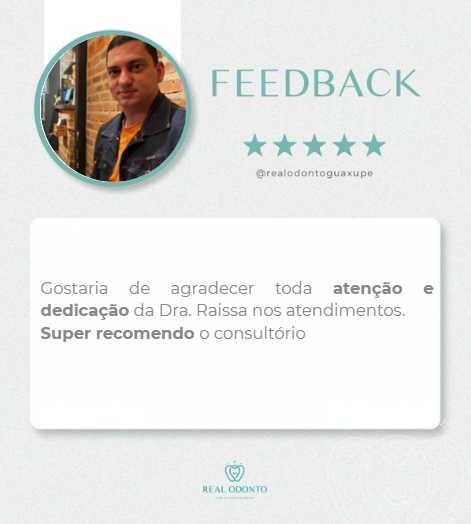 FEEDBACK
@realodontoguaxupe
Gostaria de agradecer toda atenção e
dedicação da Dra. Raissa nos atendimentos.
Super recomendo o consultório
REAL ODONTO